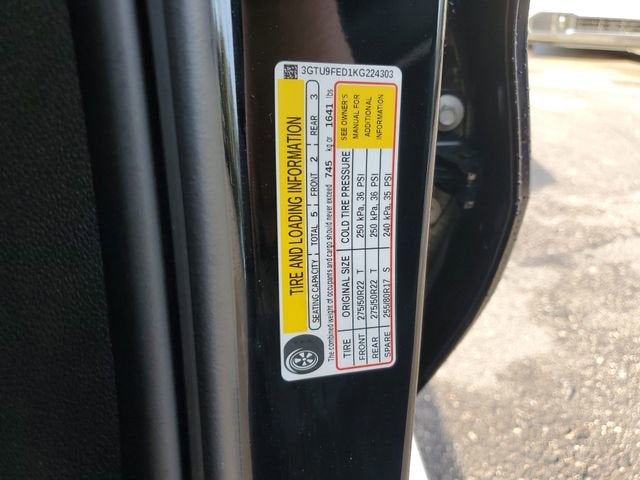 3GTU9FED1KG224303
TIRE AND LOADING INFORMATION
SEATING CAPACITY TOTAL 5 FRONT 2 REAR 3
The combined weight of occupants and cargo should never exceed 745 kg or 1641 lbs
TIRE ORIGINAL SIZE COLD TIRE PRESSURE
FRONT 275/50R22 T 250 kPa, 36 PSI
REAR 275/50R22 T 250 kPa, 36 PSI
SPARE 255/80R17 S 240 kPa, 35 PSI
SEE OWNER'S
MANUAL FOR
ADDITIONAL
INFORMATION